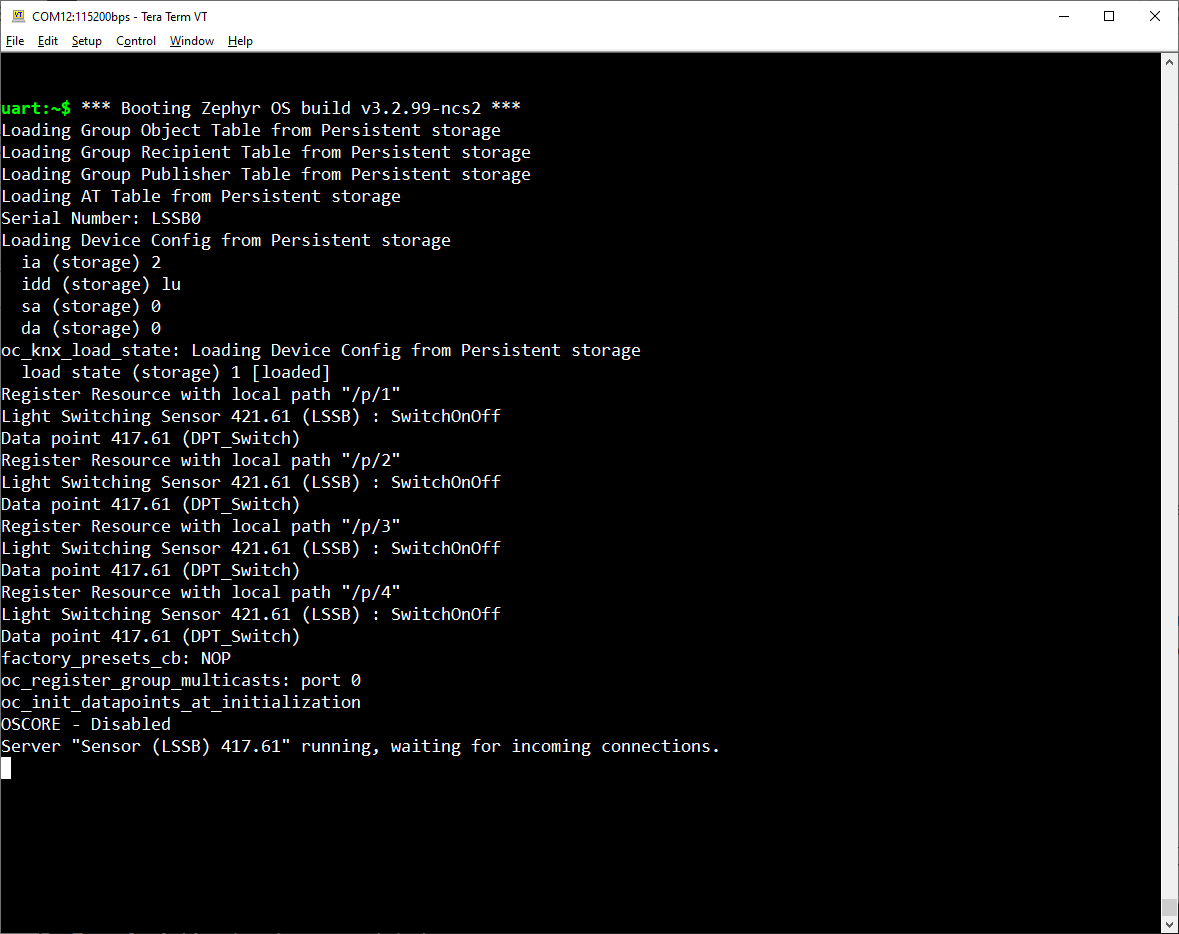 COM12:115200bps - Tera Term VT
File Edit Setup Control Window Help
uart:~$ *** Booting Zephyr OS build v3.2.99-ncs2 ***
Loading Group Object Table from Persistent storage
Loading Group Recipient Table from Persistent storage
Loading Group Publisher Table from Persistent storage
Loading AT Table from Persistent storage
Serial Number: LSSB0
Loading Device Config from Persistent storage
  ia (storage) 2
  idd (storage) lu
  sa (storage) 0
  da (storage) 0
oc_knx_load_state: Loading Device Config from Persistent storage
  load state (storage) 1 [loaded]
Register Resource with local path "/p/1"
Light Switching Sensor 421.61 (LSSB) : SwitchOnOff
Data point 417.61 (DPT_Switch)
Register Resource with local path "/p/2"
Light Switching Sensor 421.61 (LSSB) : SwitchOnOff
Data point 417.61 (DPT_Switch)
Register Resource with local path "/p/3"
Light Switching Sensor 421.61 (LSSB) : SwitchOnOff
Data point 417.61 (DPT_Switch)
Register Resource with local path "/p/4"
Light Switching Sensor 421.61 (LSSB) : SwitchOnOff
Data point 417.61 (DPT_Switch)
factory_presets_cb: NOP
oc_register_group_multicasts: port 0
oc_init_datapoints_at_initialization
OSCORE - Disabled
Server "Sensor (LSSB) 417.61" running, waiting for incoming connections.